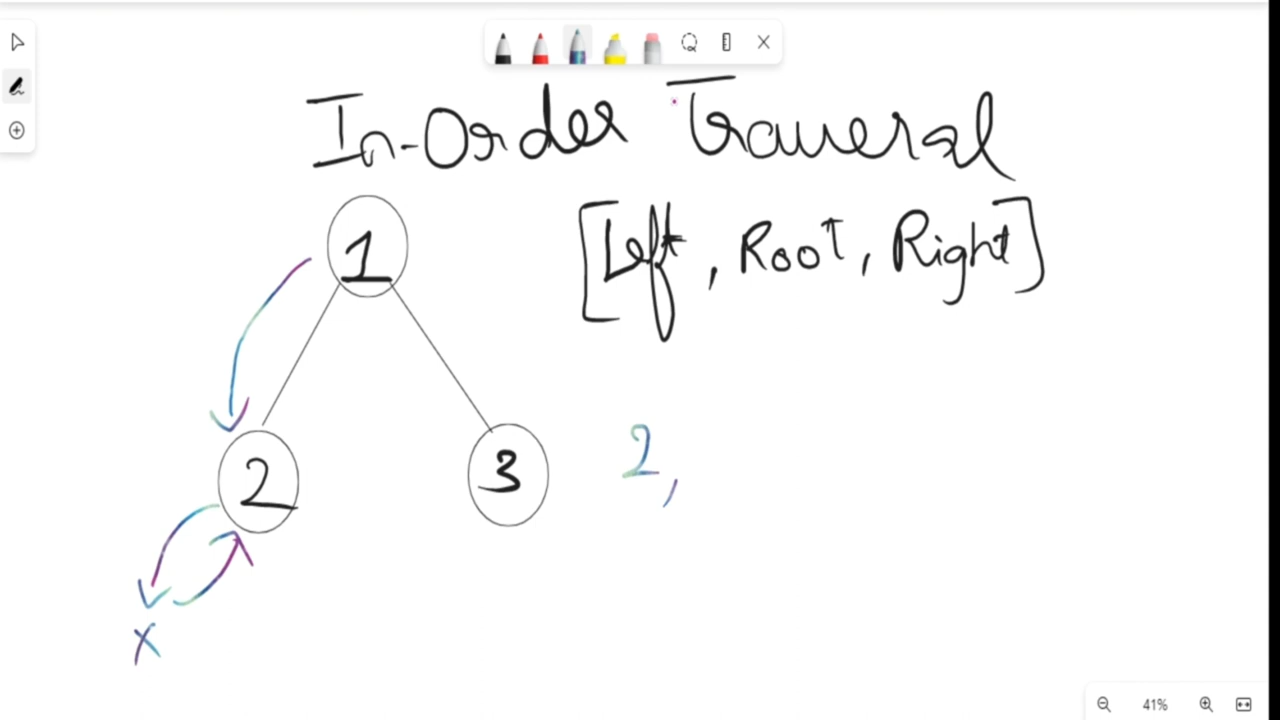 In-Order Traversal
[Left, Root, Right]
1
2
3
2,
x
41%